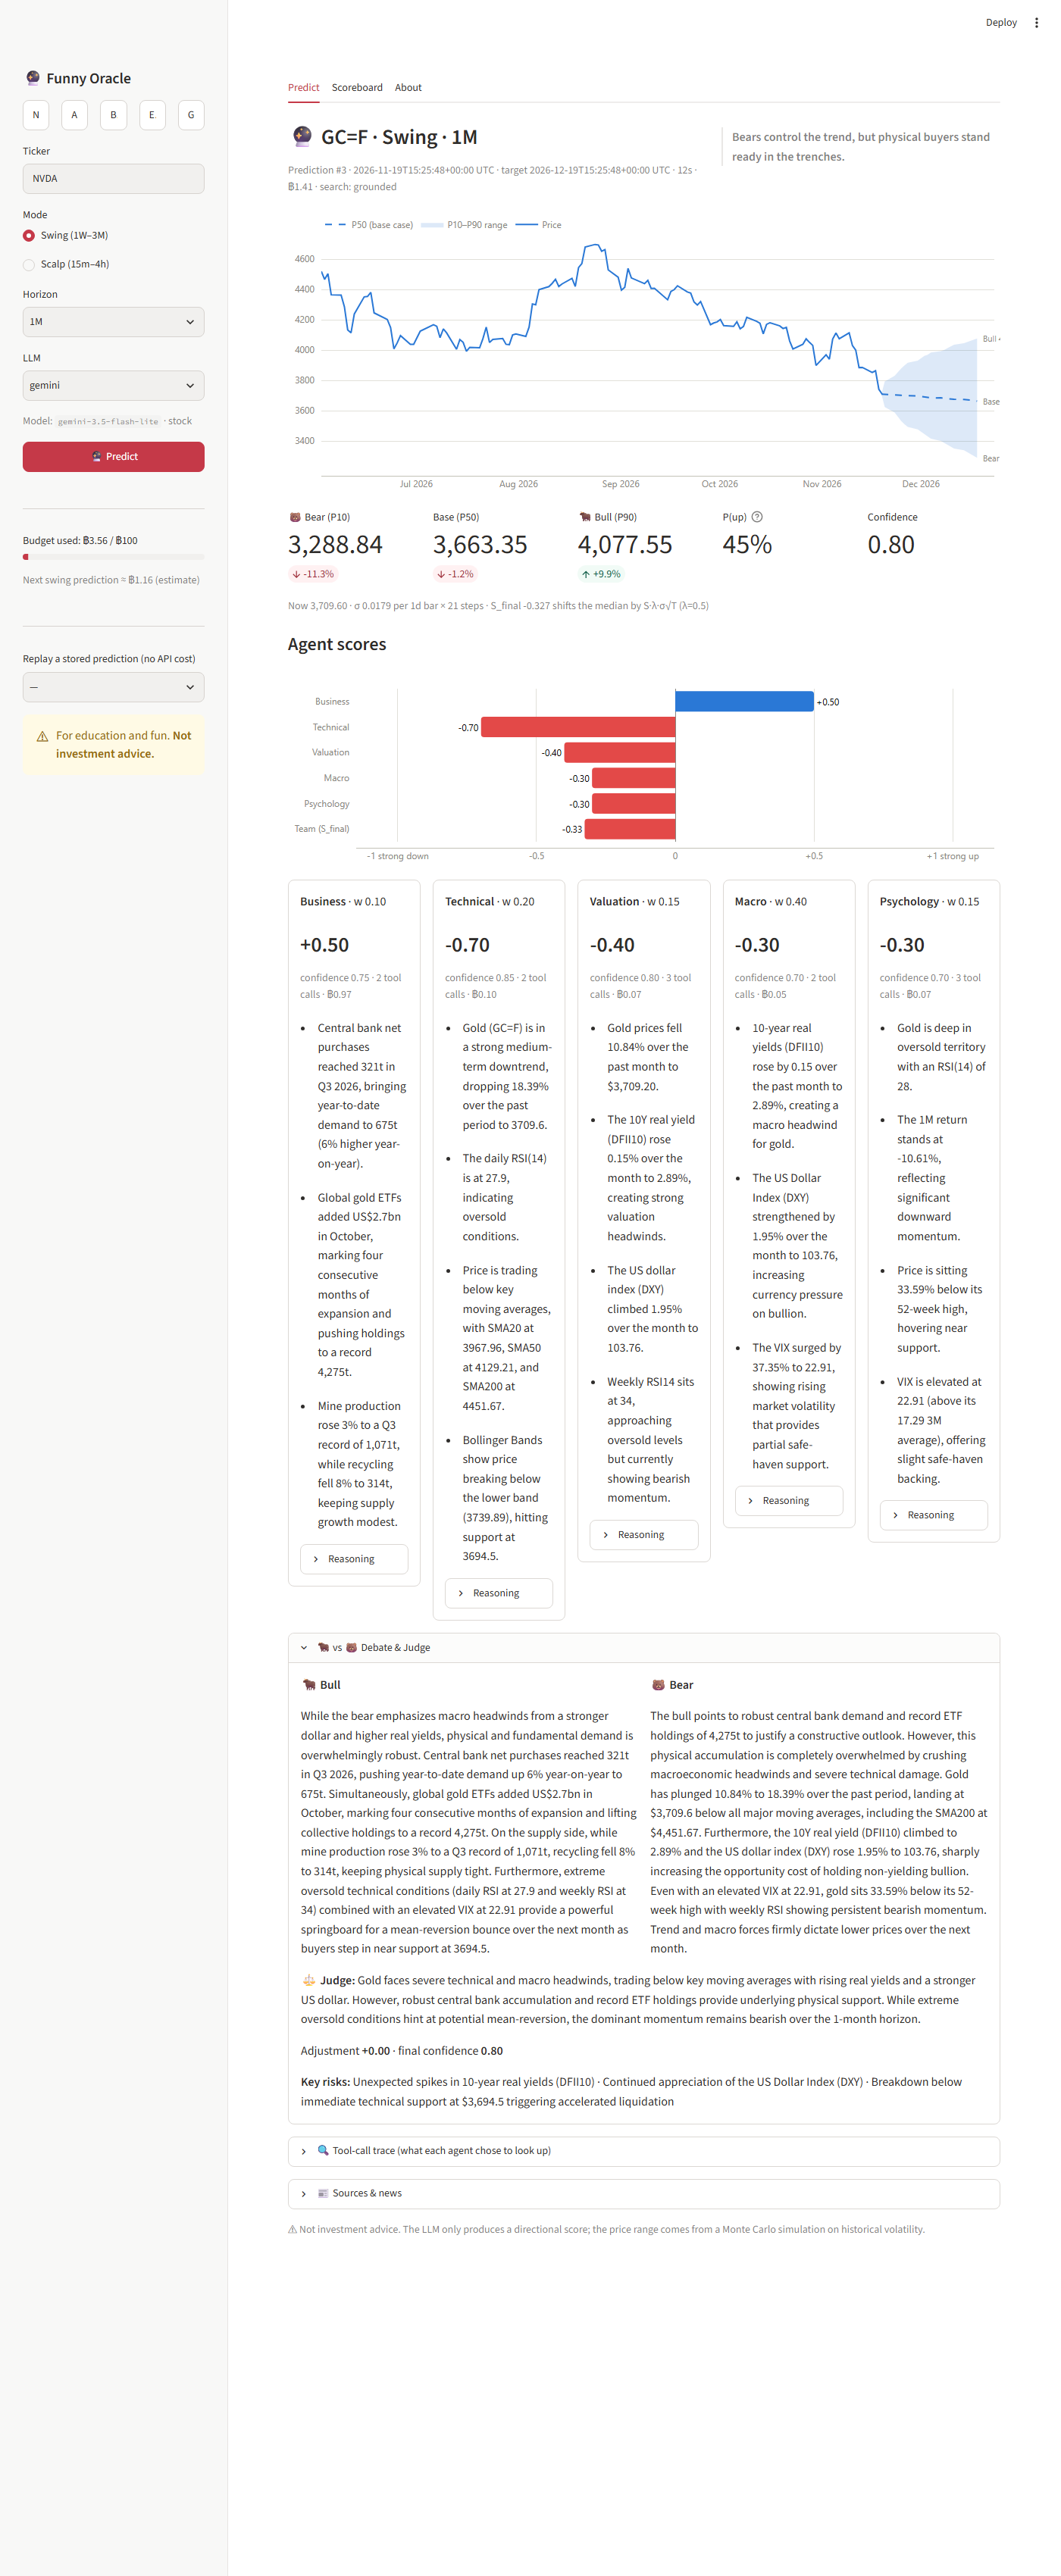 Deploy
🔮 Funny Oracle
N
A
B
E
G
Ticker
NVDA
Mode
Swing (1W–3M)
Scalp (15m–4h)
Horizon
1M
LLM
gemini
Model: gemini-3.5-flash-lite · stock
🔮 Predict
Budget used: ฿3.56 / ฿100
Next swing prediction ≈ ฿1.16 (estimate)
Replay a stored prediction (no API cost)
—
⚠ For education and fun. Not
investment advice.
Predict Scoreboard About
🔮 GC=F · Swing · 1M
Prediction #3 · 2026-11-19T15:25:48+00:00 UTC · target 2026-12-19T15:25:48+00:00 UTC · 12s ·
฿1.41 · search: grounded
Bears control the trend, but physical buyers stand
ready in the trenches.
P50 (base case) P10–P90 range Price
4600
4400
4200
4000
3800
3600
3400
Bull
Base
Bear
Jul 2026 Aug 2026 Sep 2026 Oct 2026 Nov 2026 Dec 2026
🐻 Bear (P10)
3,288.84
↓ -11.3%
Base (P50)
3,663.35
↓ -1.2%
🐂 Bull (P90)
4,077.55
↑ +9.9%
P(up) ?
45%
Confidence
0.80
Now 3,709.60 · σ 0.0179 per 1d bar × 21 steps · S_final -0.327 shifts the median by S·λ·σ√T (λ=0.5)
Agent scores
Business +0.50
Technical -0.70
Valuation -0.40
Macro -0.30
Psychology -0.30
Team (S_final) -0.33
-1 strong down -0.5 0 +0.5 +1 strong up
Business · w 0.10
+0.50
confidence 0.75 · 2 tool
calls · ฿0.97
• Central bank net
purchases
reached 321t in
Q3 2026, bringing
year-to-date
demand to 675t
(6% higher year-
on-year).
• Global gold ETFs
added US$2.7bn
in October,
marking four
consecutive
months of
expansion and
pushing holdings
to a record
4,275t.
• Mine production
rose 3% to a Q3
record of 1,071t,
while recycling
fell 8% to 314t,
keeping supply
growth modest.
Reasoning
Technical · w 0.20
-0.70
confidence 0.85 · 2 tool
calls · ฿0.10
• Gold (GC=F) is in
a strong medium-
term downtrend,
dropping 18.39%
over the past
period to 3709.6.
• The daily RSI(14)
is at 27.9,
indicating
oversold
conditions.
• Price is trading
below key
moving averages,
with SMA20 at
3967.96, SMA50
at 4129.21, and
SMA200 at
4451.67.
• Bollinger Bands
show price
breaking below
the lower band
(3739.89), hitting
support at
3694.5.
Reasoning
Valuation · w 0.15
-0.40
confidence 0.80 · 3 tool
calls · ฿0.07
• Gold prices fell
10.84% over the
past month to
$3,709.20.
• The 10Y real yield
(DFII10) rose
0.15% over the
month to 2.89%,
creating strong
valuation
headwinds.
• The US dollar
index (DXY)
climbed 1.95%
over the month to
103.76.
• Weekly RSI14 sits
at 34,
approaching
oversold levels
but currently
showing bearish
momentum.
Reasoning
Macro · w 0.40
-0.30
confidence 0.70 · 2 tool
calls · ฿0.05
• 10-year real
yields (DFII10)
rose by 0.15 over
the past month to
2.89%, creating a
macro headwind
for gold.
• The US Dollar
Index (DXY)
strengthened by
1.95% over the
month to 103.76,
increasing
currency pressure
on bullion.
• The VIX surged by
37.35% to 22.91,
showing rising
market volatility
that provides
partial safe-
haven support.
Reasoning
Psychology · w 0.15
-0.30
confidence 0.70 · 3 tool
calls · ฿0.07
• Gold is deep in
oversold territory
with an RSI(14) of
28.
• The 1M return
stands at
-10.61%,
reflecting
significant
downward
momentum.
• Price is sitting
33.59% below its
52-week high,
hovering near
support.
• VIX is elevated at
22.91 (above its
17.29 3M
average), offering
slight safe-haven
backing.
Reasoning
🐂 vs 🐻 Debate & Judge
🐂 Bull
While the bear emphasizes macro headwinds from a stronger
dollar and higher real yields, physical and fundamental demand is
overwhelmingly robust. Central bank net purchases reached 321t
in Q3 2026, pushing year-to-date demand up 6% year-on-year to
675t. Simultaneously, global gold ETFs added US$2.7bn in
October, marking four consecutive months of expansion and lifting
collective holdings to a record 4,275t. On the supply side, while
mine production rose 3% to a Q3 record of 1,071t, recycling fell 8%
to 314t, keeping physical supply tight. Furthermore, extreme
oversold technical conditions (daily RSI at 27.9 and weekly RSI at
34) combined with an elevated VIX at 22.91 provide a powerful
springboard for a mean-reversion bounce over the next month as
buyers step in near support at 3694.5.
🐻 Bear
The bull points to robust central bank demand and record ETF
holdings of 4,275t to justify a constructive outlook. However, this
physical accumulation is completely overwhelmed by crushing
macroeconomic headwinds and severe technical damage. Gold
has plunged 10.84% to 18.39% over the past period, landing at
$3,709.6 below all major moving averages, including the SMA200 at
$4,451.67. Furthermore, the 10Y real yield (DFII10) climbed to
2.89% and the US dollar index (DXY) rose 1.95% to 103.76, sharply
increasing the opportunity cost of holding non-yielding bullion.
Even with an elevated VIX at 22.91, gold sits 33.59% below its 52-
week high with weekly RSI showing persistent bearish momentum.
Trend and macro forces firmly dictate lower prices over the next
month.
⚖️ Judge: Gold faces severe technical and macro headwinds, trading below key moving averages with rising real yields and a stronger
US dollar. However, robust central bank accumulation and record ETF holdings provide underlying physical support. While extreme
oversold conditions hint at potential mean-reversion, the dominant momentum remains bearish over the 1-month horizon.
Adjustment +0.00 · final confidence 0.80
Key risks: Unexpected spikes in 10-year real yields (DFII10) · Continued appreciation of the US Dollar Index (DXY) · Breakdown below
immediate technical support at $3,694.5 triggering accelerated liquidation
🔍 Tool-call trace (what each agent chose to look up)
📰 Sources & news
⚠ Not investment advice. The LLM only produces a directional score; the price range comes from a Monte Carlo simulation on historical volatility.